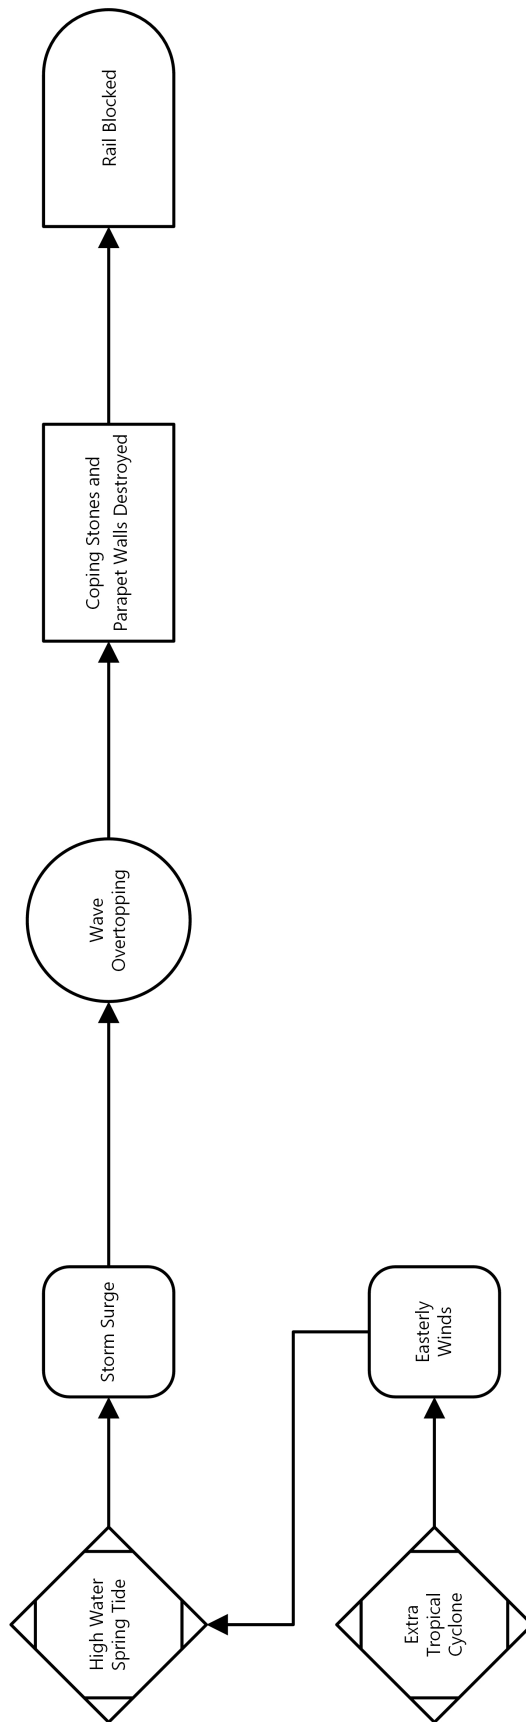 High Water
Spring Tide
Storm Surge
Wave
Overtopping
Coping Stones and
Parapet Walls Destroyed
Rail Blocked
Extra
Tropical
Cyclone
Easterly
Winds